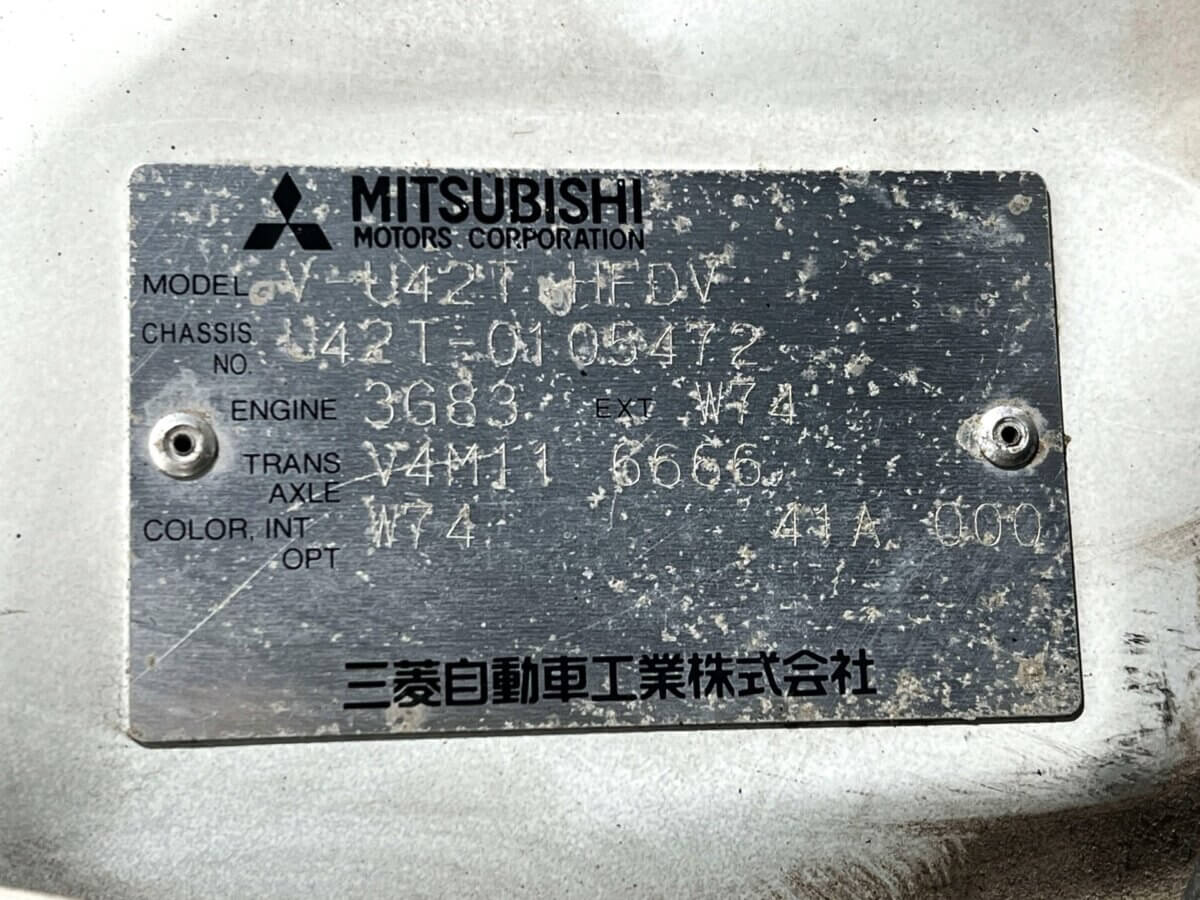 MITSUBISHI
MOTORS CORPORATION
MODEL V-U42T HFDV
CHASSIS NO. U42T-0105472
ENGINE 3G83 EXT W74
TRANS AXLE V4M11 6666
COLOR, INT OPT W74 41A 000
三菱自動車工業株式会社